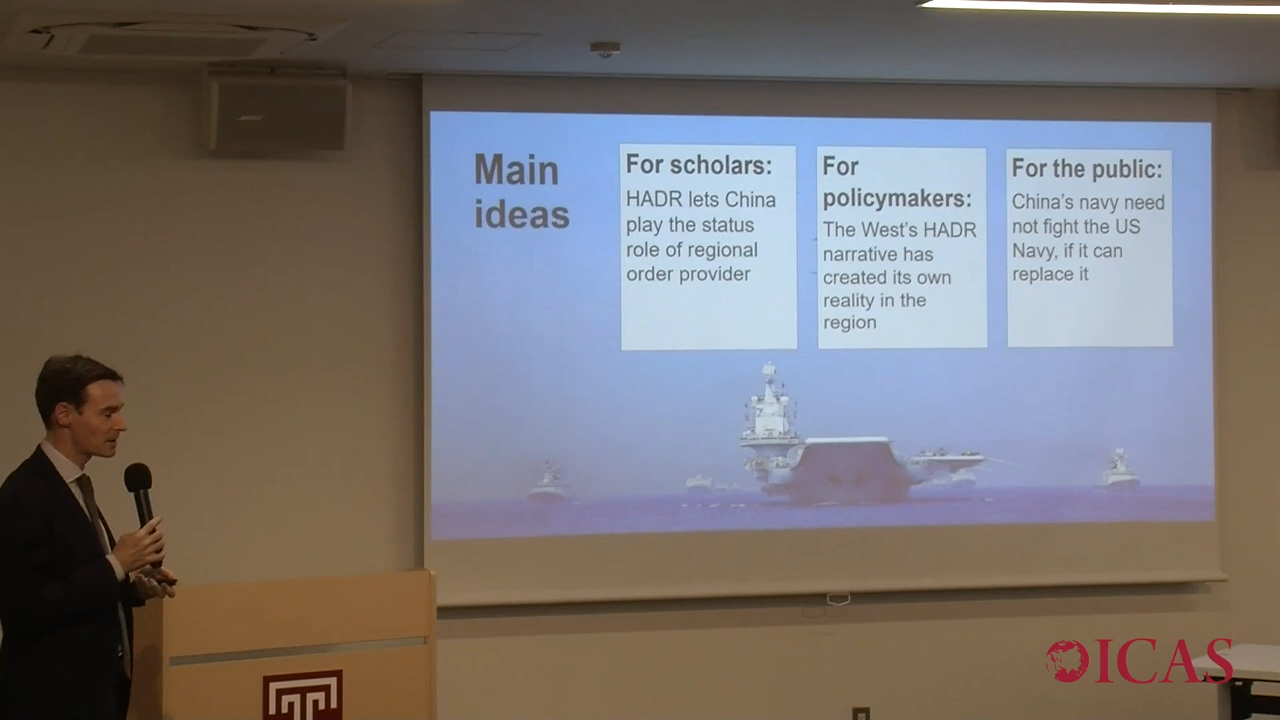 Main
ideas
For scholars:
HADR lets China
play the status
role of regional
order provider
For
policymakers:
The West's HADR
narrative has
created its own
reality in the
region
For the public:
China's navy need
not fight the US
Navy, if it can
replace it
ICAS